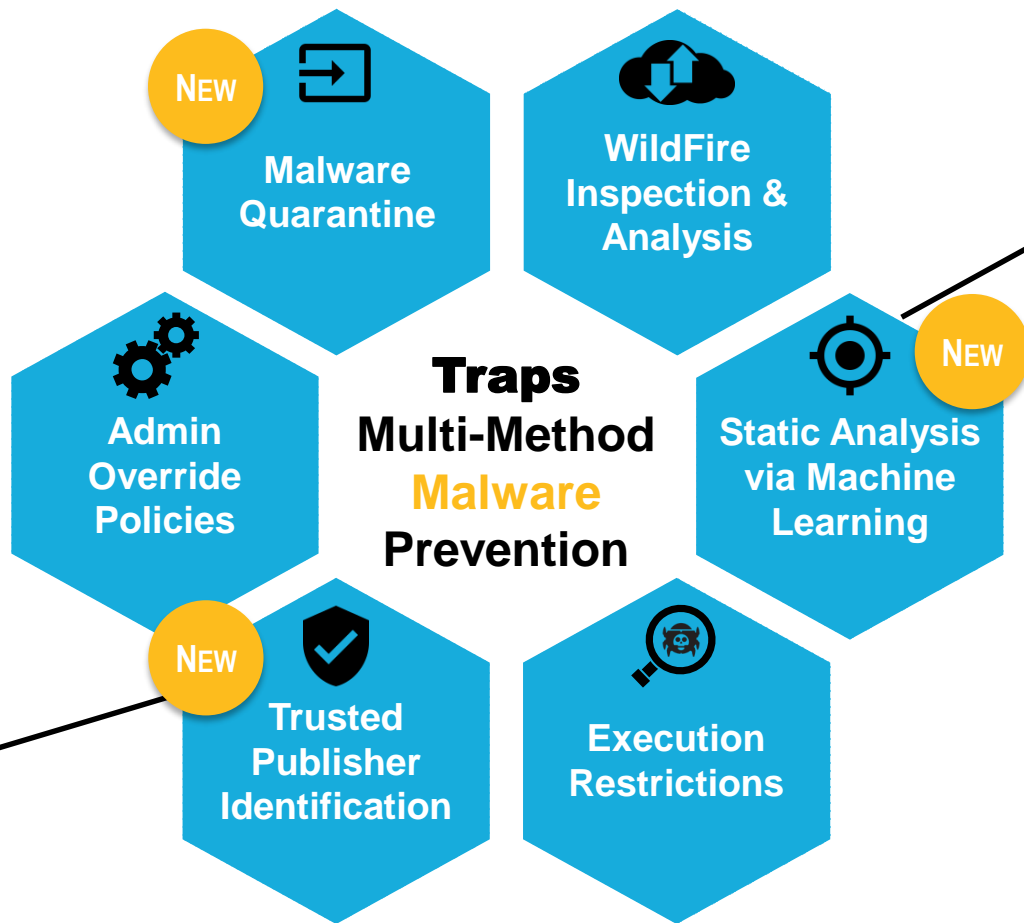 NEW
Malware
Quarantine
WildFire
Inspection &
Analysis
Admin
Override
Policies
Traps
Multi-Method
Malware
Prevention
NEW
Static Analysis
via Machine
Learning
NEW
Trusted
Publisher
Identification
Execution
Restrictions